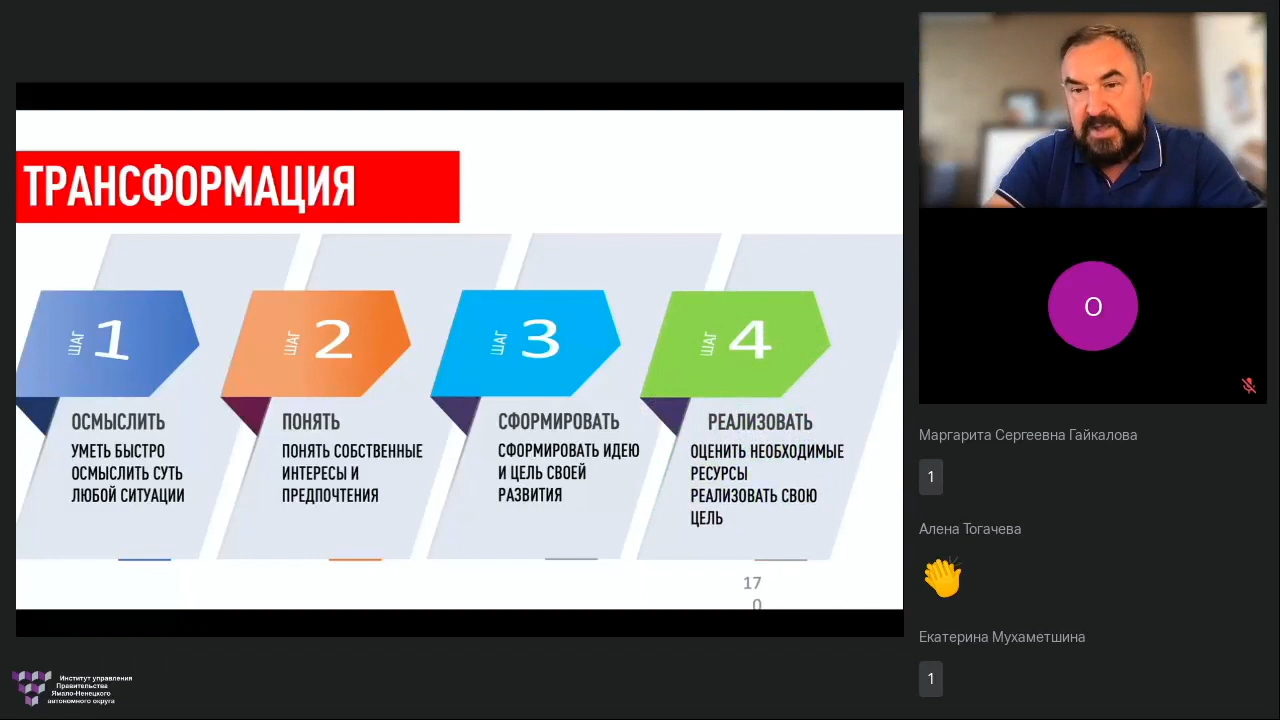 ТРАНСФОРМАЦИЯ
ШАГ 1
ОСМЫСЛИТЬ
УМЕТЬ БЫСТРО
ОСМЫСЛИТЬ СУТЬ
ЛЮБОЙ СИТУАЦИИ
ШАГ 2
ПОНЯТЬ
ПОНЯТЬ СОБСТВЕННЫЕ
ИНТЕРЕСЫ И
ПРЕДПОЧТЕНИЯ
ШАГ 3
СФОРМИРОВАТЬ
СФОРМИРОВАТЬ ИДЕЮ
И ЦЕЛЬ СВОЕЙ
РАЗВИТИЯ
ШАГ 4
РЕАЛИЗОВАТЬ
ОЦЕНИТЬ НЕОБХОДИМЫЕ
РЕСУРСЫ
РЕАЛИЗОВАТЬ СВОЮ
ЦЕЛЬ
17
0
О
Маргарита Сергеевна Гайкалова
1
Алена Тогачева
Екатерина Мухаметшина
1
Институт управления
Правительства
Ямало-Ненецкого
автономного округа